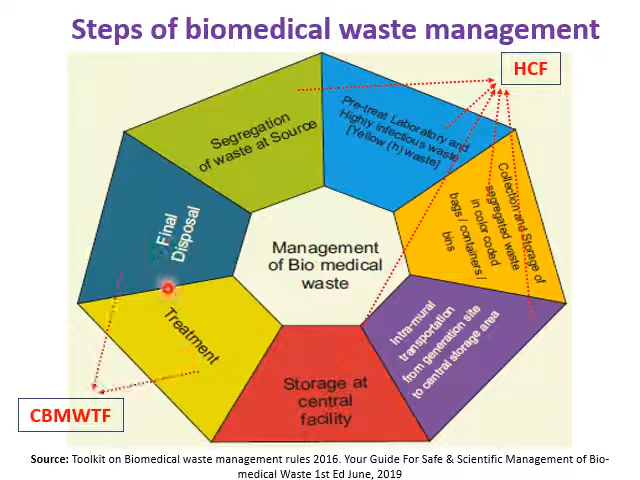 Steps of biomedical waste management
HCF
Segregation
of waste at Source
Pre-treat Laboratory and
Highly infectious waste
[Yellow (h) waste]
Collection and Storage of
segregated waste
in color coded
bags / containers /
bins
Intra-mural
transportation
from generation site
to central storage area
Storage at
central
facility
Treatment
Final
Disposal
Management
of Bio medical
waste
CBMWTF
Source: Toolkit on Biomedical waste management rules 2016. Your Guide For Safe & Scientific Management of Bio-
medical Waste 1st Ed June, 2019